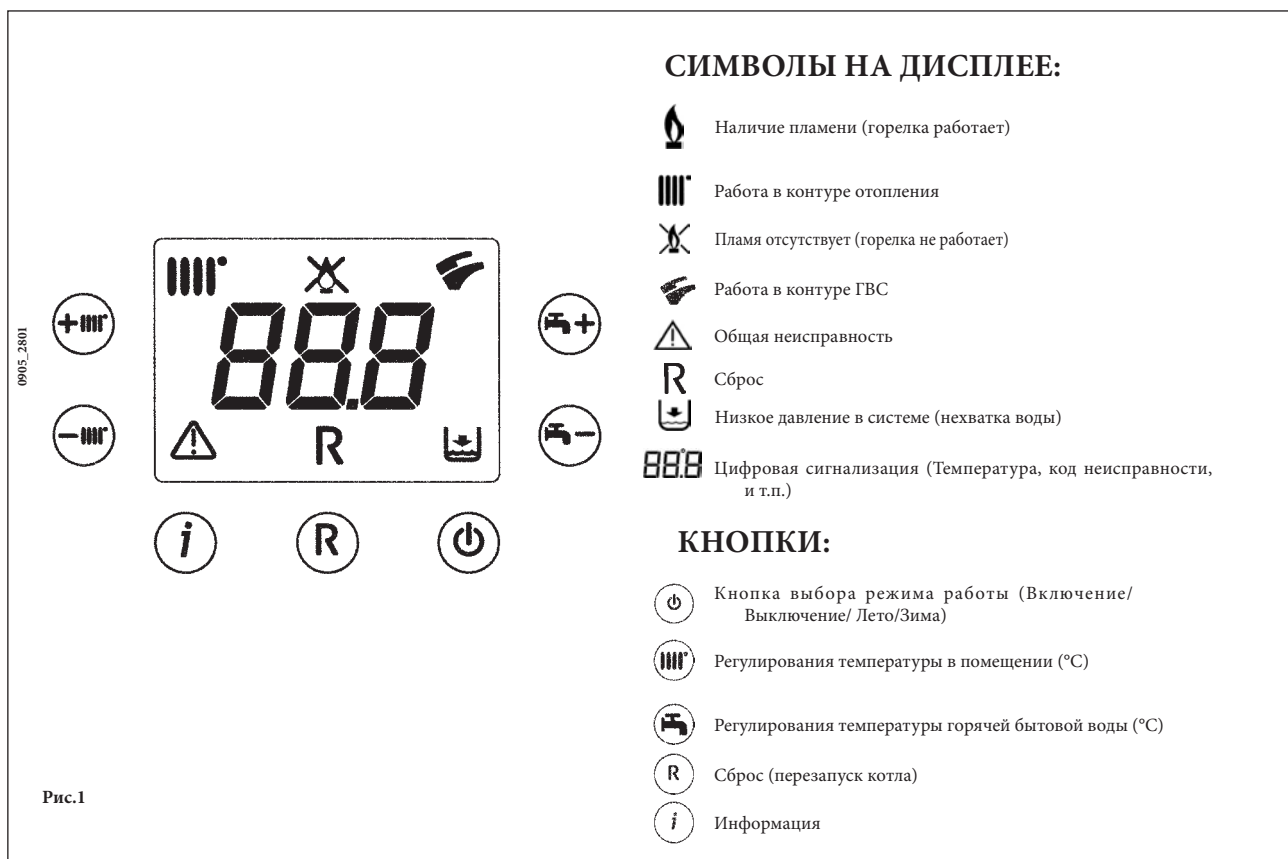 СИМВОЛЫ НА ДИСПЛЕЕ:
Наличие пламени (горелка работает)
Работа в контуре отопления
Пламя отсутствует (горелка не работает)
Работа в контуре ГВС
Общая неисправность
R Сброс
Низкое давление в системе (нехватка воды)
88.8 Цифровая сигнализация (Температура, код неисправности,
и т.п.)
КНОПКИ:
Кнопка выбора режима работы (Включение/
Выключение/ Лето/Зима)
Регулирования температуры в помещении (°C)
Регулирования температуры горячей бытовой воды (°C)
R Сброс (перезапуск котла)
i Информация
0905_2801
+
+
88.8
−
−
R
i R
Рис.1